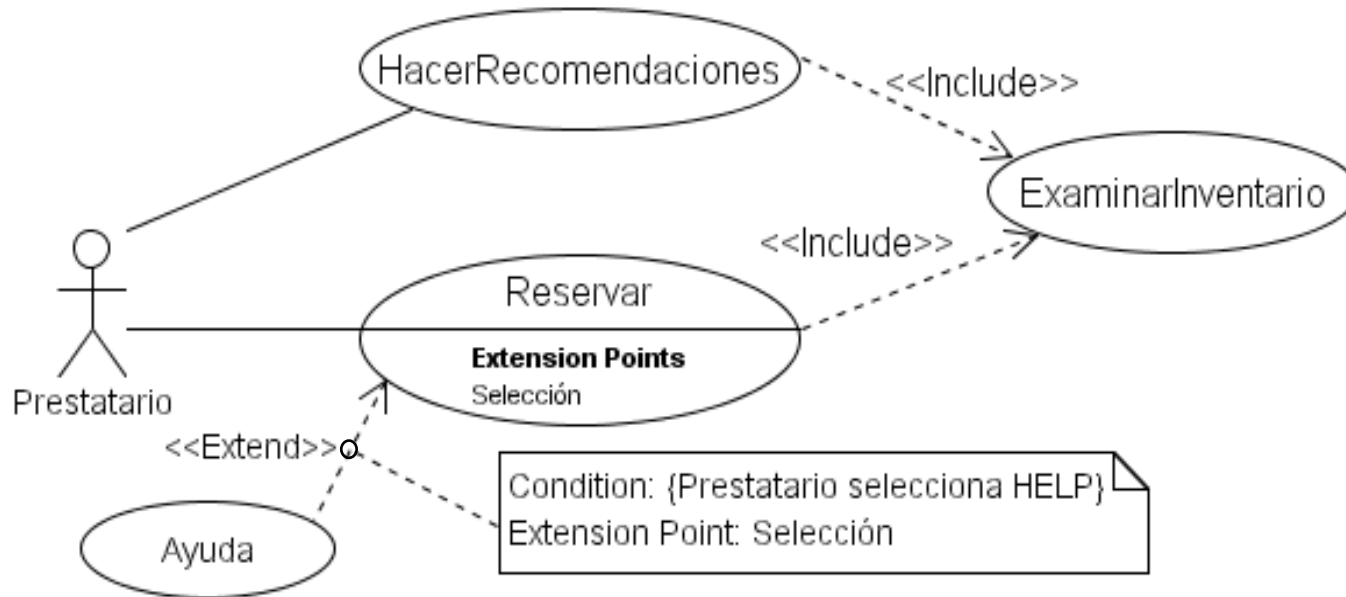 HacerRecomendaciones
<<Include>>
ExaminarInventario
<<Include>>
Reservar
Extension Points
Selección
Prestatario
<<Extend>>
Condition: {Prestatario selecciona HELP}
Extension Point: Selección
Ayuda